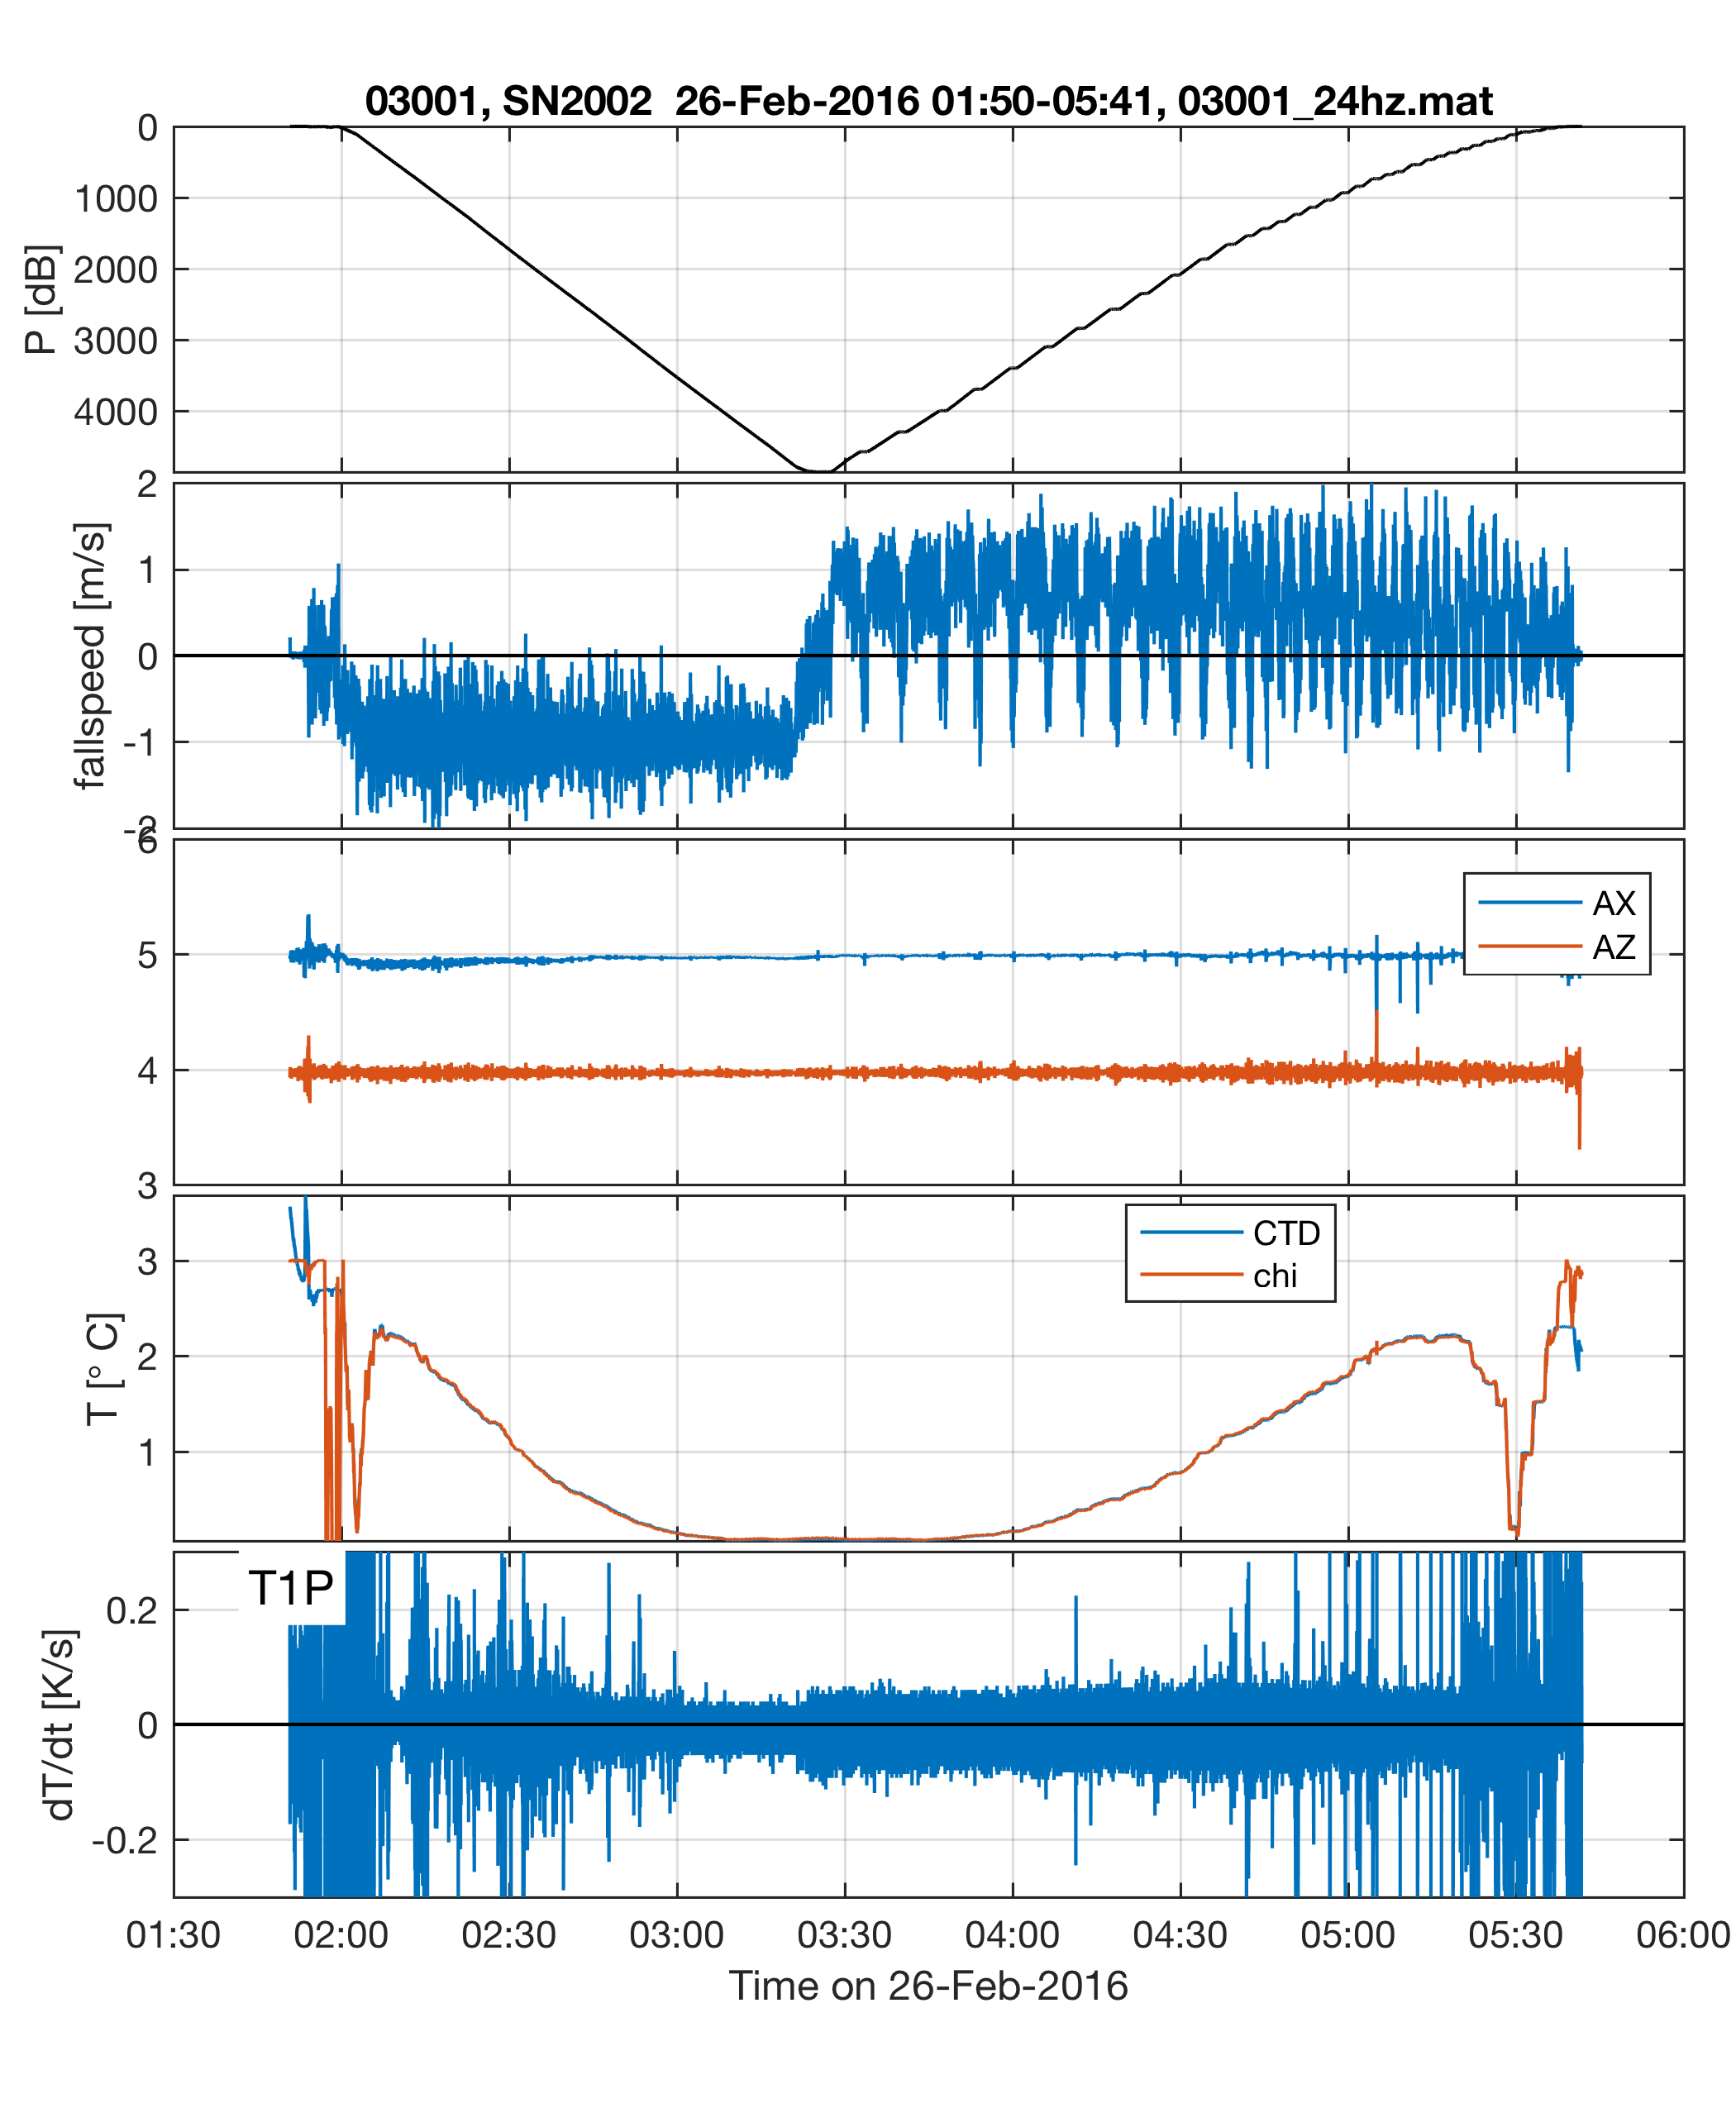 03001, SN2002  26-Feb-2016 01:50-05:41, 03001_24hz.mat
0
1000
2000
3000
4000
P [dB]
2
1
0
-1
-2
fallspeed [m/s]
6
5
4
3
AX
AZ
3
2
1
T [° C]
CTD
chi
T1P
0.2
0
-0.2
dT/dt [K/s]
01:30 02:00 02:30 03:00 03:30 04:00 04:30 05:00 05:30 06:00
Time on 26-Feb-2016